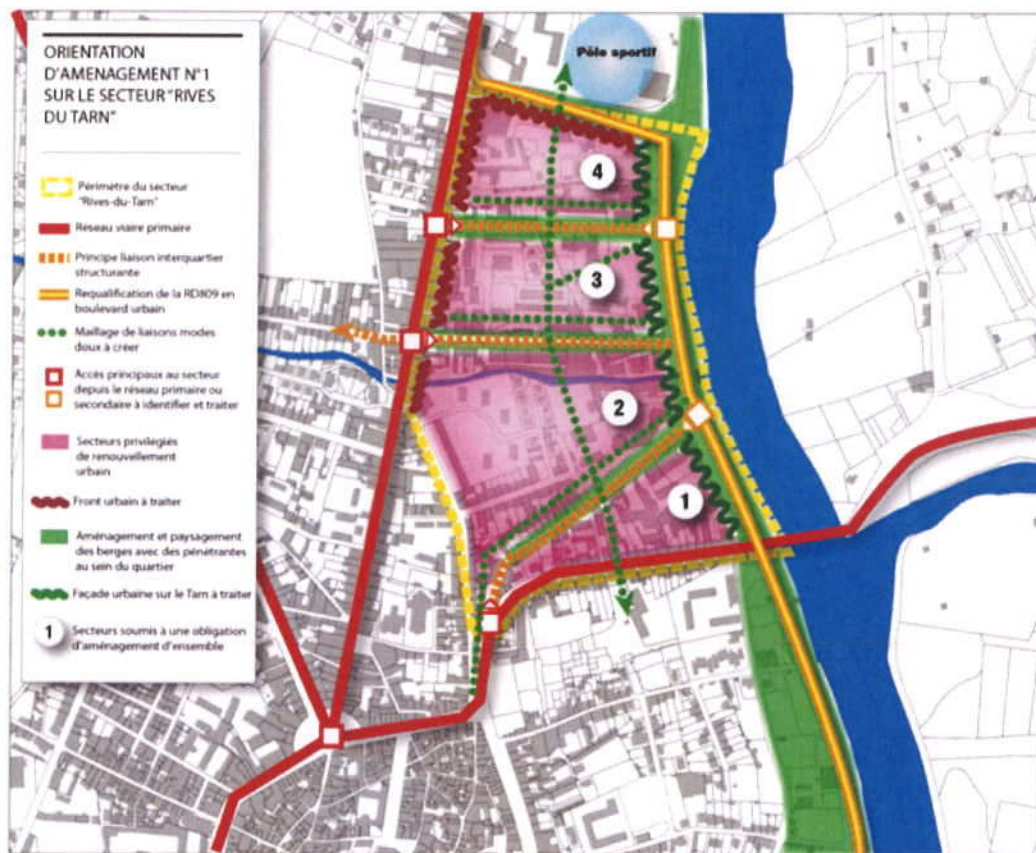 ORIENTATION
D'AMENAGEMENT N°1
SUR LE SECTEUR "RIVES
DU TARN"
Périmètre du secteur
"Rives-du-Tarn"
Réseau viaire primaire
Principe liaison interquartier
structurante
Requalification de la RD809 en
boulevard urbain
Maillage de liaisons modes
doux à créer
Accès principaux au secteur
depuis le réseau primaire ou
secondaire à identifier et traiter
Secteurs privilégiés
de renouvellement
urbain
Front urbain à traiter
Aménagement et paysagement
des berges avec des pénétrantes
au sein du quartier
Façade urbaine sur le Tarn à traiter
1 Secteurs soumis à une obligation
d'aménagement d'ensemble
Pôle sportif
4
3
2
1